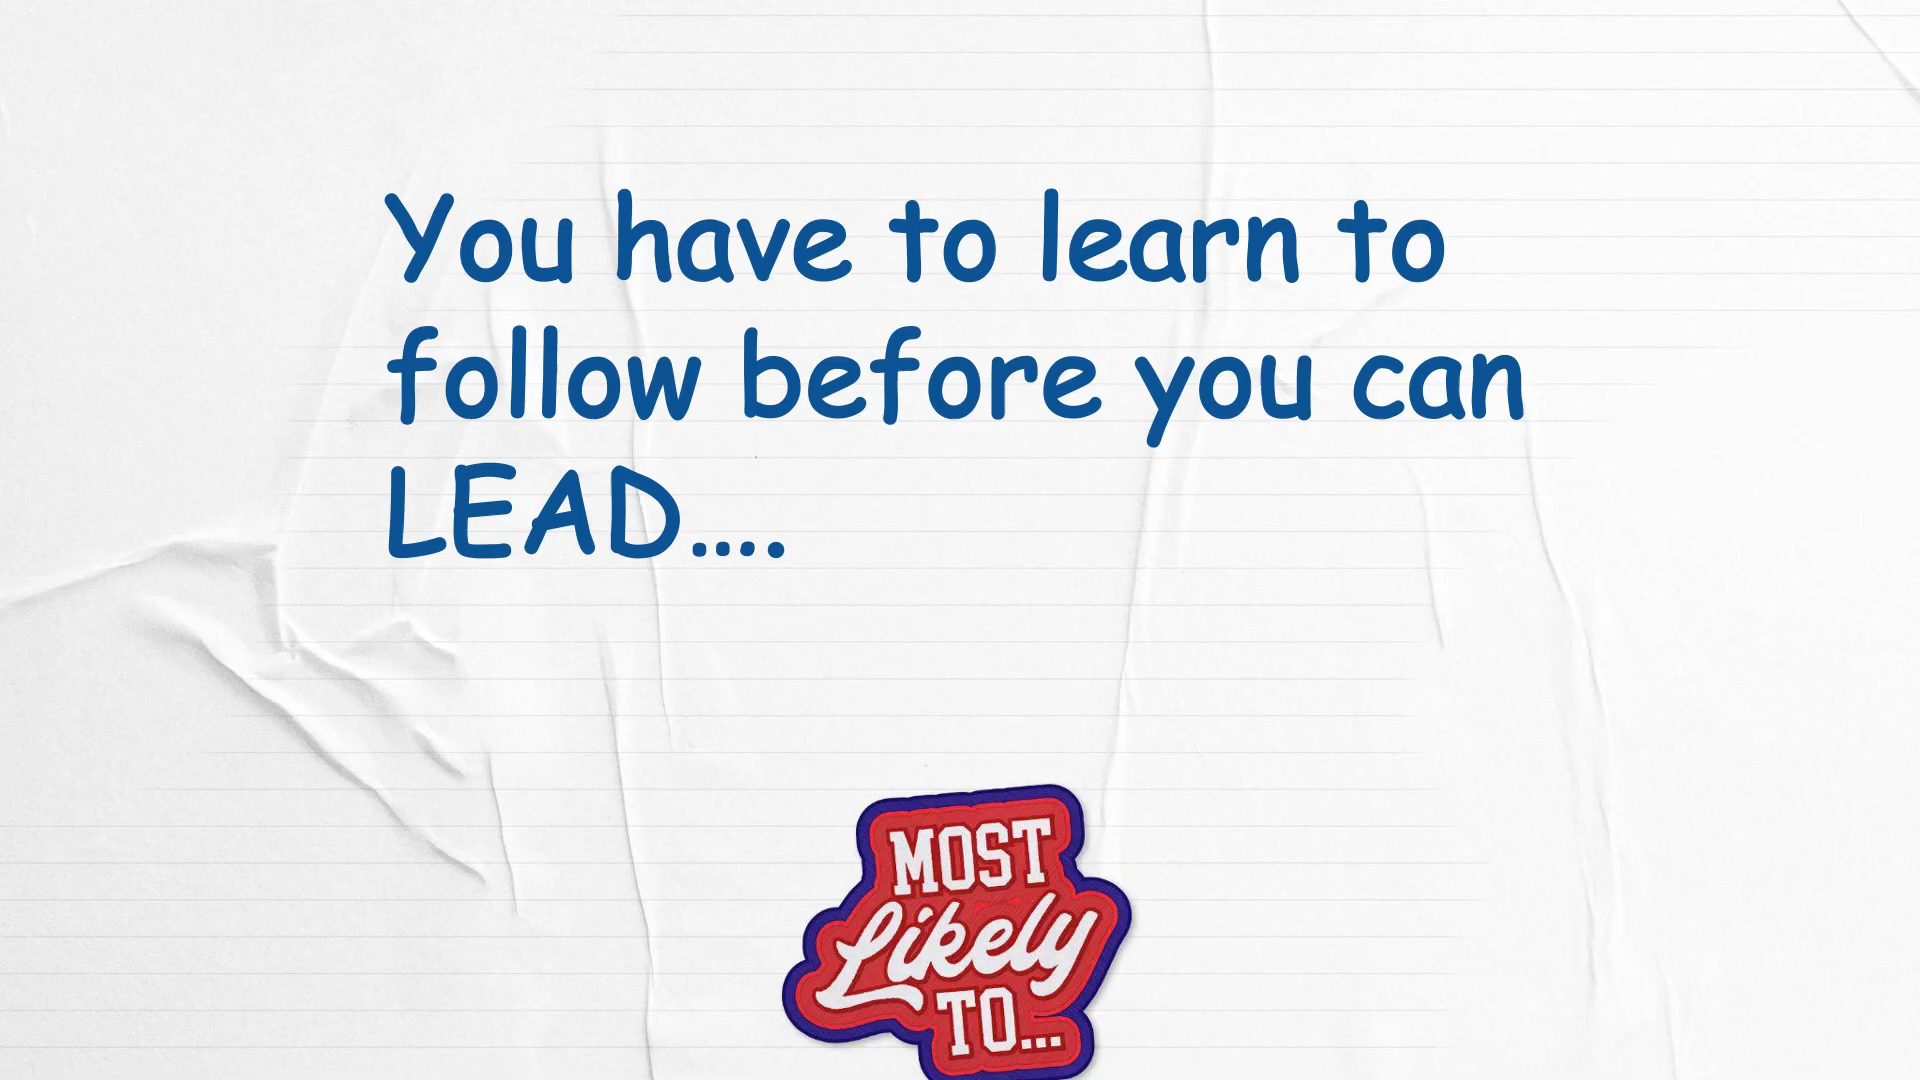 You have to learn to
follow before you can
LEAD....
MOST
Likely
TO...